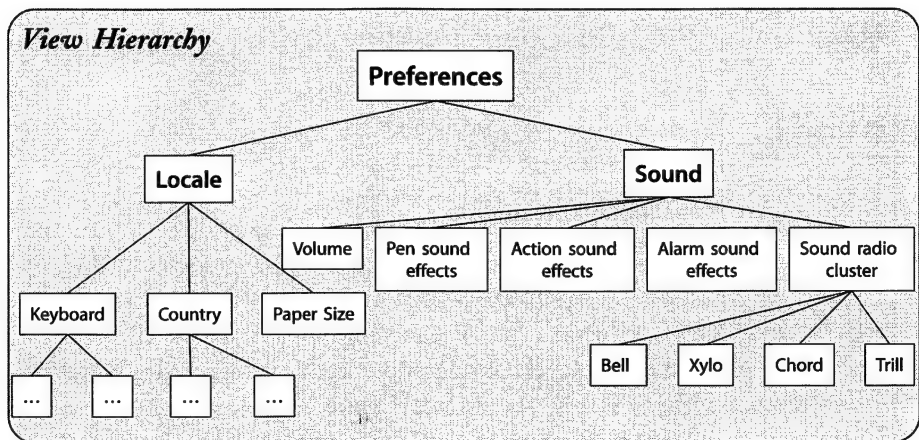 View Hierarchy
Preferences
Locale
Sound
Volume
Pen sound
effects
Action sound
effects
Alarm sound
effects
Sound radio
cluster
Keyboard
Country
Paper Size
Bell
Xylo
Chord
Trill
...
...
...
...